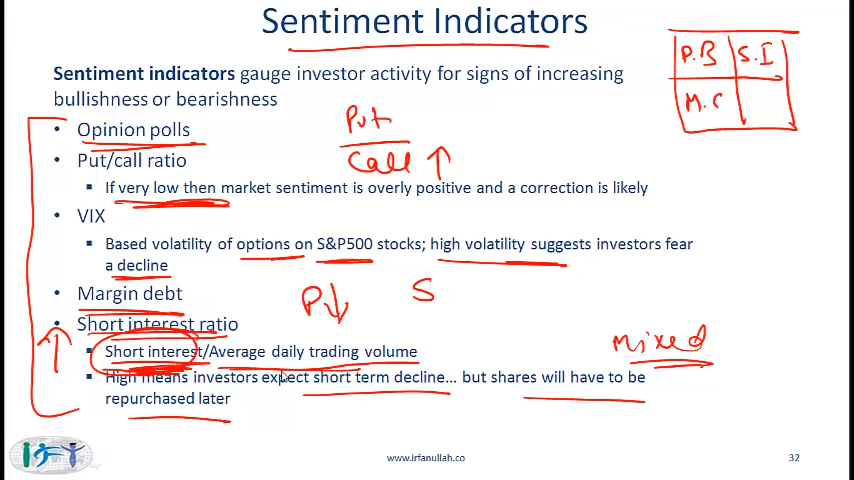 Sentiment Indicators
P.B S.I
M.C
Sentiment indicators gauge investor activity for signs of increasing
bullishness or bearishness
• Opinion polls
Put
Call ↑
• Put/call ratio
▪ If very low then market sentiment is overly positive and a correction is likely
• VIX
▪ Based volatility of options on S&P500 stocks; high volatility suggests investors fear
a decline
• Margin debt
P↓ S
• Short interest ratio
↑
▪ Short interest/Average daily trading volume
mixed
▪ High means investors expect short term decline... but shares will have to be
repurchased later
www.irfanullah.co
32